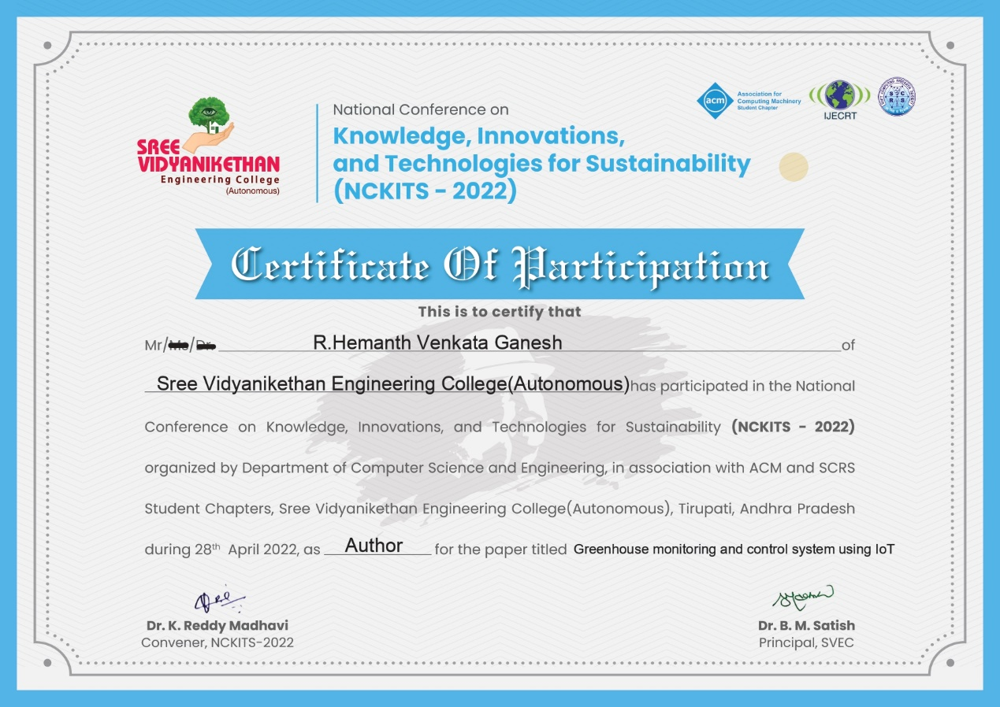 SREE
VIDYANIKETHAN
Engineering College
(Autonomous)
National Conference on
Knowledge, Innovations,
and Technologies for Sustainability
(NCKITS - 2022)
acm
Association for
Computing Machinery
Student Chapter
IJECRT
S C
R S
Certificate Of Participation
This is to certify that
Mr/Ms/Dr. R.Hemanth Venkata Ganesh of
Sree Vidyanikethan Engineering College(Autonomous)has participated in the National
Conference on Knowledge, Innovations, and Technologies for Sustainability (NCKITS - 2022)
organized by Department of Computer Science and Engineering, in association with ACM and SCRS
Student Chapters, Sree Vidyanikethan Engineering College(Autonomous), Tirupati, Andhra Pradesh
during 28th April 2022, as Author for the paper titled Greenhouse monitoring and control system using IoT
Dr. K. Reddy Madhavi
Convener, NCKITS-2022
Dr. B. M. Satish
Principal, SVEC